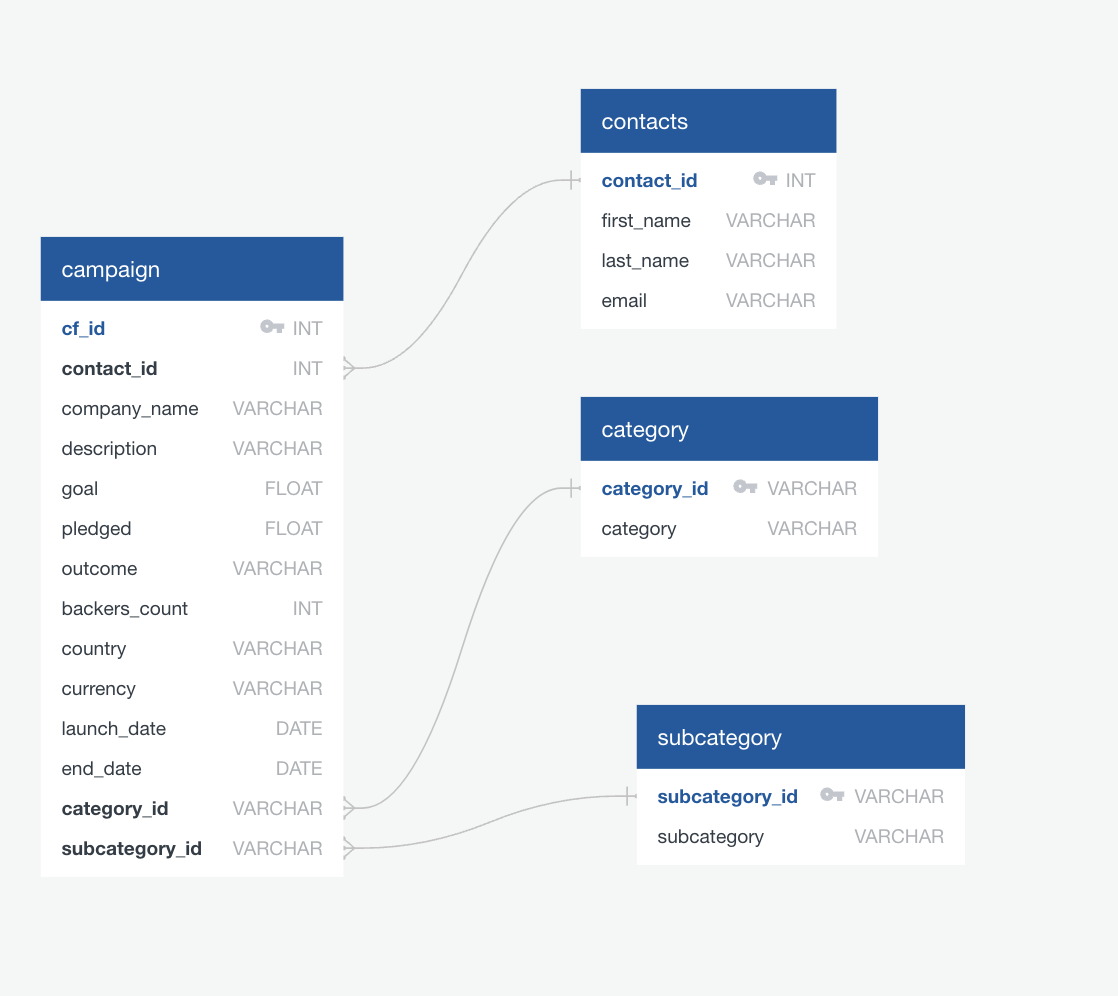 campaign
cf_id INT
contact_id INT
company_name VARCHAR
description VARCHAR
goal FLOAT
pledged FLOAT
outcome VARCHAR
backers_count INT
country VARCHAR
currency VARCHAR
launch_date DATE
end_date DATE
category_id VARCHAR
subcategory_id VARCHAR
contacts
contact_id INT
first_name VARCHAR
last_name VARCHAR
email VARCHAR
category
category_id VARCHAR
category VARCHAR
subcategory
subcategory_id VARCHAR
subcategory VARCHAR